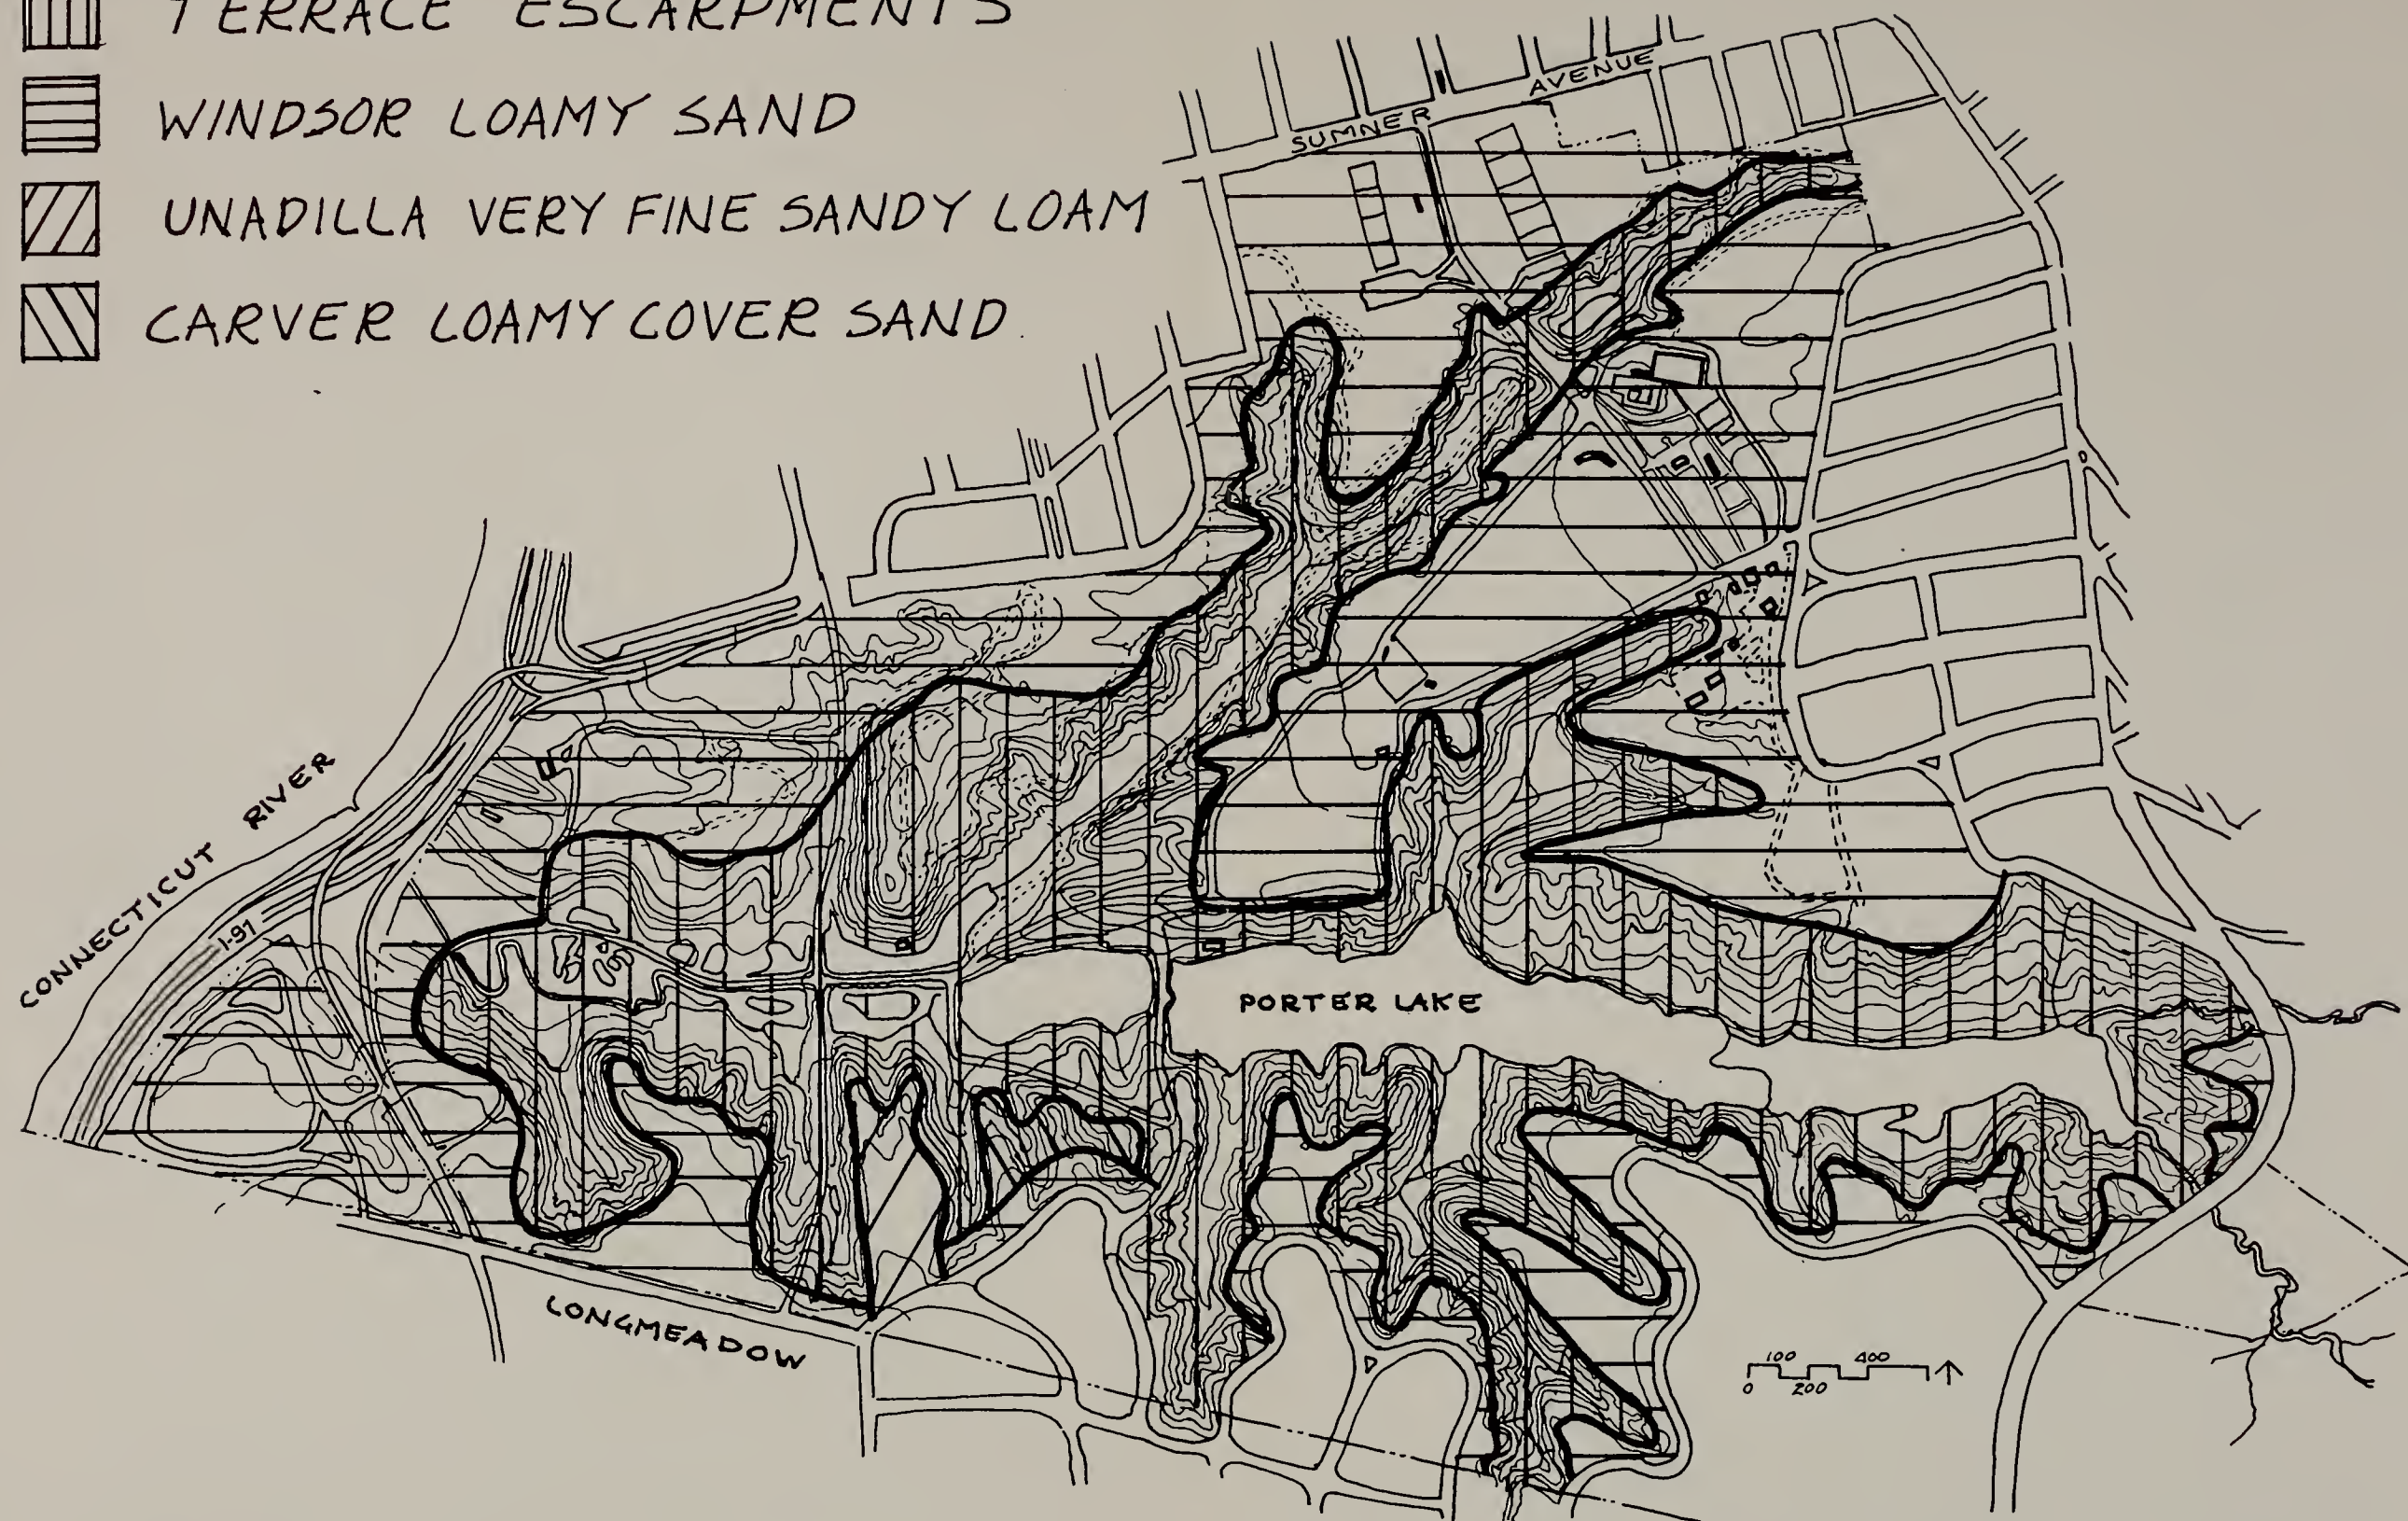 TERRACE ESCARPMENTS
WINDSOR LOAMY SAND
UNADILLA VERY FINE SANDY LOAM
CARVER LOAMY COVER SAND
SUMNER AVENUE
CONNECTICUT RIVER
I-91
PORTER LAKE
LONGMEADOW
100 400
0 200